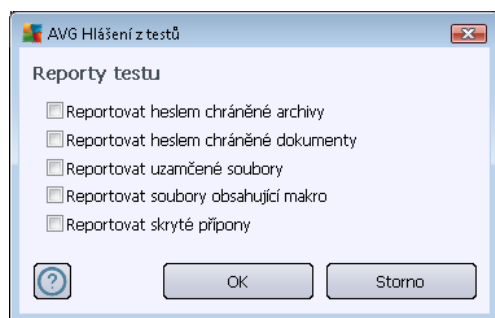 AVG Hlášení z testů
Reporty testu
Reportovat heslem chráněné archivy
Reportovat heslem chráněné dokumenty
Reportovat uzamčené soubory
Reportovat soubory obsahující makro
Reportovat skryté přípony
? OK Storno